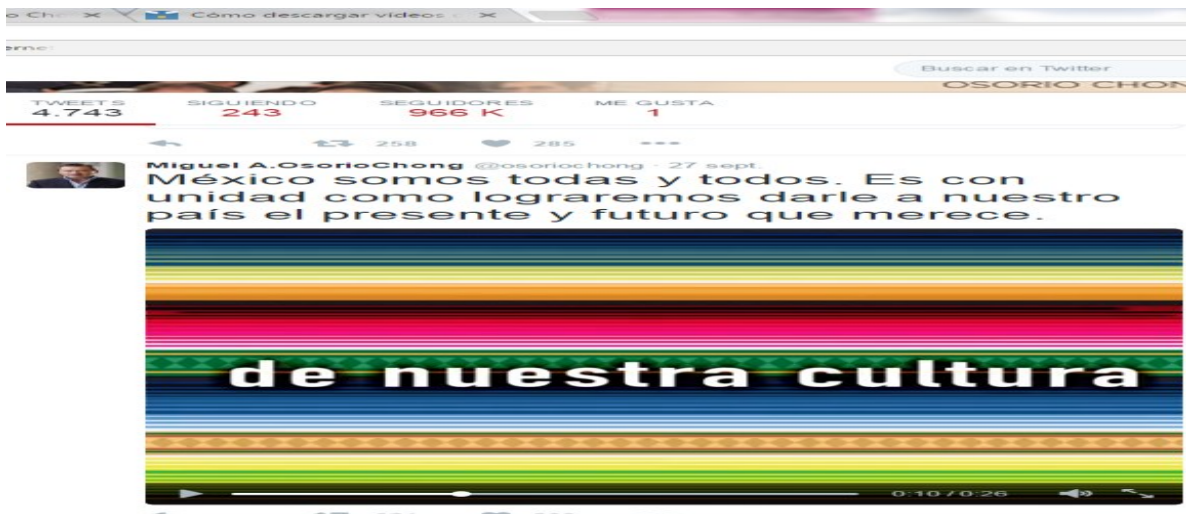 Cómo descargar vídeos
Buscar en Twitter
OSORIO CHON
TWEETS SIGUIENDO SEGUIDORES ME GUSTA
4.743 243 966 K 1
258 285
Miguel A.OsorioChong @osoriochong · 27 sept.
México somos todas y todos. Es con
unidad como lograremos darle a nuestro
país el presente y futuro que merece.
de nuestra cultura
0:10 / 0:26